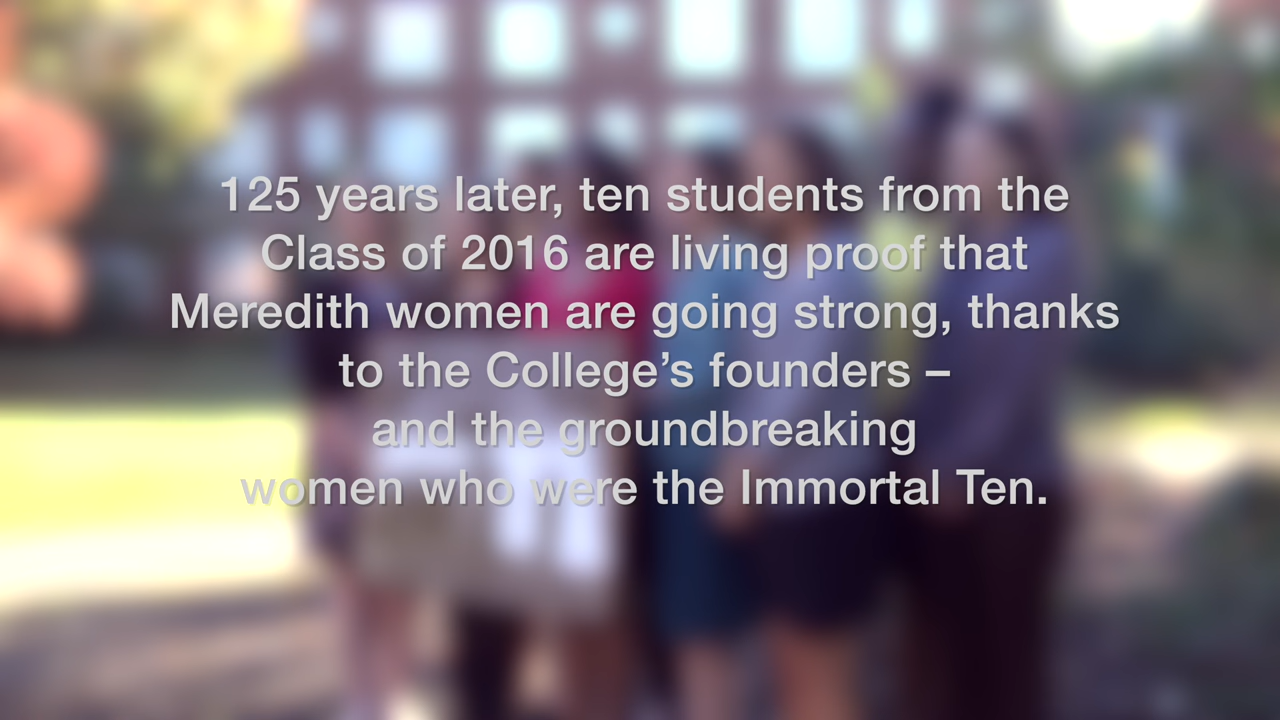 125 years later, ten students from the
Class of 2016 are living proof that
Meredith women are going strong, thanks
to the College’s founders –
and the groundbreaking
women who were the Immortal Ten.